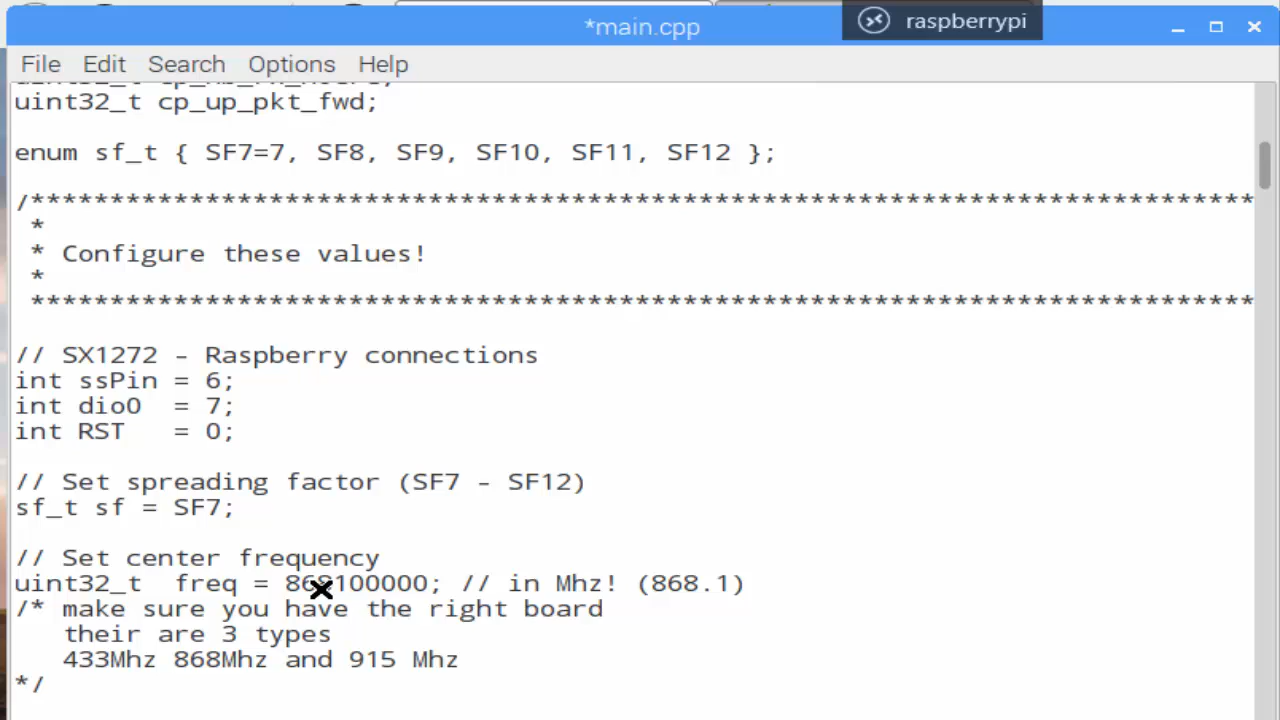 *main.cpp
raspberrypi
File Edit Search Options Help
uint32_t cp_up_pkt_fwd;
enum sf_t { SF7=7, SF8, SF9, SF10, SF11, SF12 };
/******************************************************************************
 *
 * Configure these values!
 *
 ******************************************************************************
// SX1272 - Raspberry connections
int ssPin = 6;
int dio0  = 7;
int RST   = 0;
// Set spreading factor (SF7 - SF12)
sf_t sf = SF7;
// Set center frequency
uint32_t  freq = 868100000; // in Mhz! (868.1)
/* make sure you have the right board
   their are 3 types
   433Mhz 868Mhz and 915 Mhz
*/